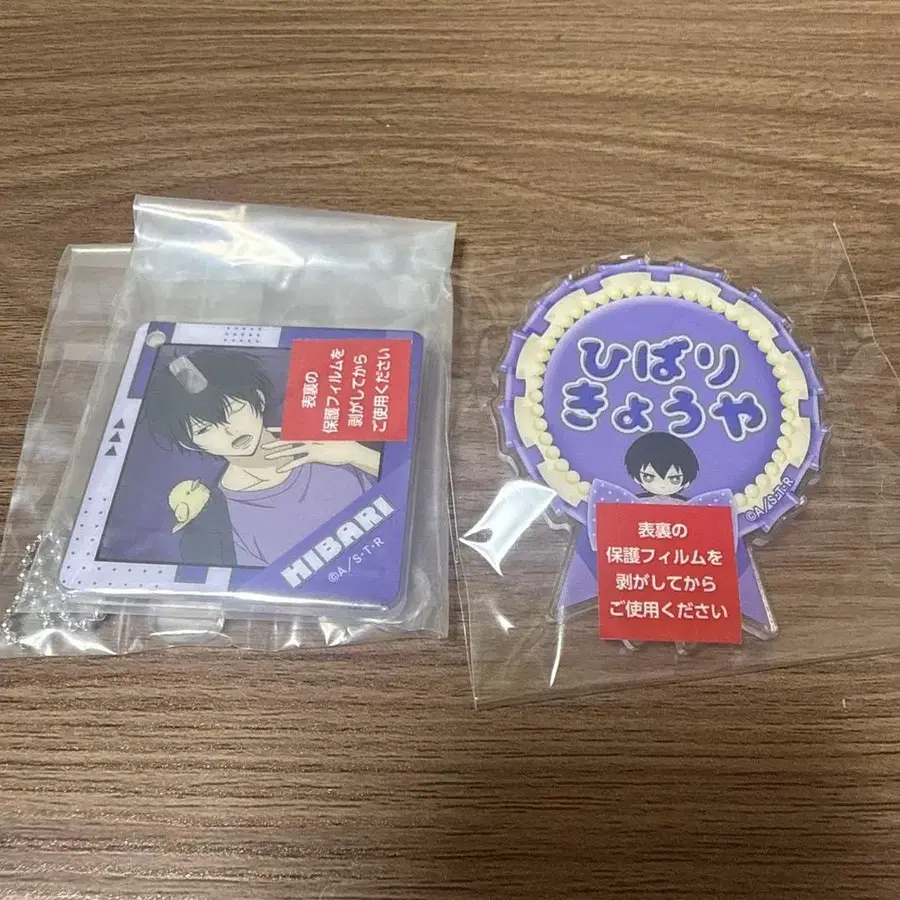 表裏の
保護フィルムを
剥がしてから
ご使用ください
HIBARI
©A/S・T・R
ひばり
きょうや
©A/S・T・R
表裏の
保護フィルムを
剥がしてから
ご使用ください